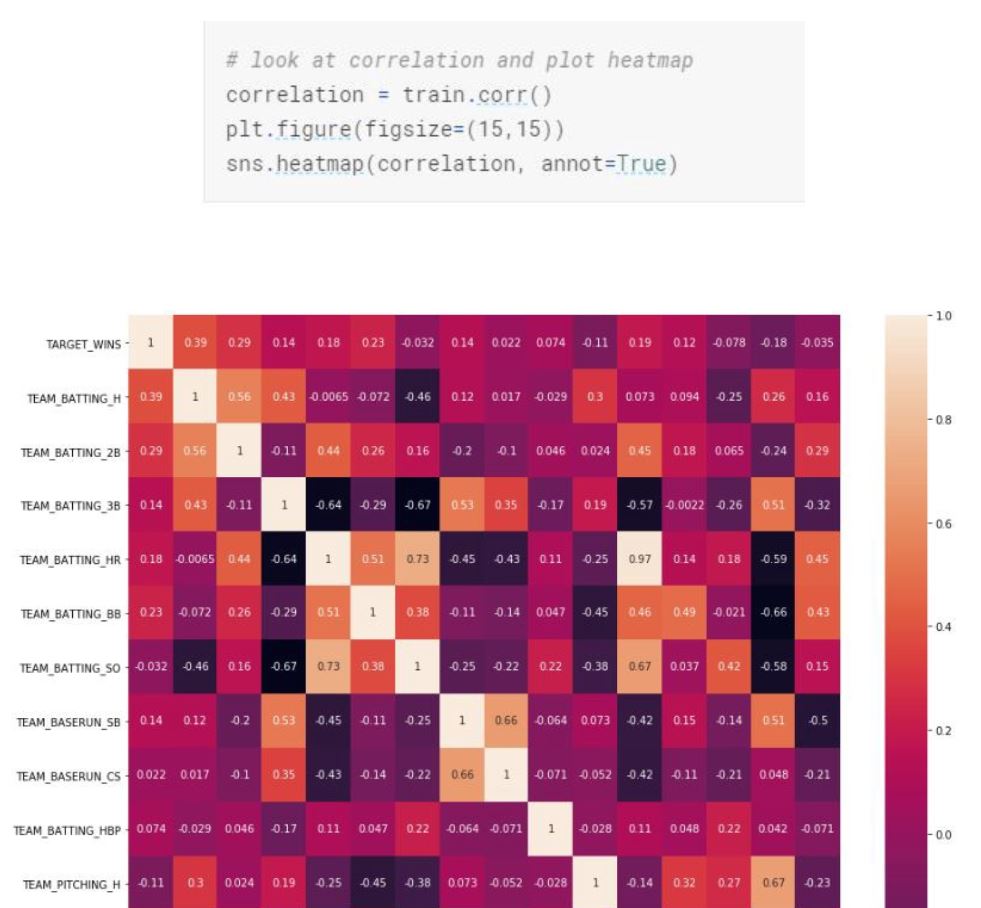 # look at correlation and plot heatmap
correlation = train.corr()
plt.figure(figsize=(15,15))
sns.heatmap(correlation, annot=True)
1.0
TARGET_WINS 1 0.39 0.29 0.14 0.18 0.23 -0.032 0.14 0.022 0.074 -0.11 0.19 0.12 -0.078 -0.18 -0.035
TEAM_BATTING_H 0.39 1 0.56 0.43 -0.0065 -0.072 -0.46 0.12 0.017 -0.029 0.3 0.073 0.094 -0.25 0.26 0.16
0.8
TEAM_BATTING_2B 0.29 0.56 1 -0.11 0.44 0.26 0.16 -0.2 -0.1 0.046 0.024 0.45 0.18 0.065 -0.24 0.29
TEAM_BATTING_3B 0.14 0.43 -0.11 1 -0.64 -0.29 -0.67 0.53 0.35 -0.17 0.19 -0.57 -0.0022 -0.26 0.51 -0.32
0.6
TEAM_BATTING_HR 0.18 -0.0065 0.44 -0.64 1 0.51 0.73 -0.45 -0.43 0.11 -0.25 0.97 0.14 0.18 -0.59 0.45
TEAM_BATTING_BB 0.23 -0.072 0.26 -0.29 0.51 1 0.38 -0.11 -0.14 0.047 -0.45 0.46 0.49 -0.021 -0.66 0.43
0.4
TEAM_BATTING_SO -0.032 -0.46 0.16 -0.67 0.73 0.38 1 -0.25 -0.22 0.22 -0.38 0.67 0.037 0.42 -0.58 0.15
TEAM_BASERUN_SB 0.14 0.12 -0.2 0.53 -0.45 -0.11 -0.25 1 0.66 -0.064 0.073 -0.42 0.15 -0.14 0.51 -0.5
0.2
TEAM_BASERUN_CS 0.022 0.017 -0.1 0.35 -0.43 -0.14 -0.22 0.66 1 -0.071 -0.052 -0.42 -0.11 -0.21 0.048 -0.21
TEAM_BATTING_HBP 0.074 -0.029 0.046 -0.17 0.11 0.047 0.22 -0.064 -0.071 1 -0.028 0.11 0.048 0.22 0.042 -0.071
0.0
TEAM_PITCHING_H -0.11 0.3 0.024 0.19 -0.25 -0.45 -0.38 0.073 -0.052 -0.028 1 -0.14 0.32 0.27 0.67 -0.23